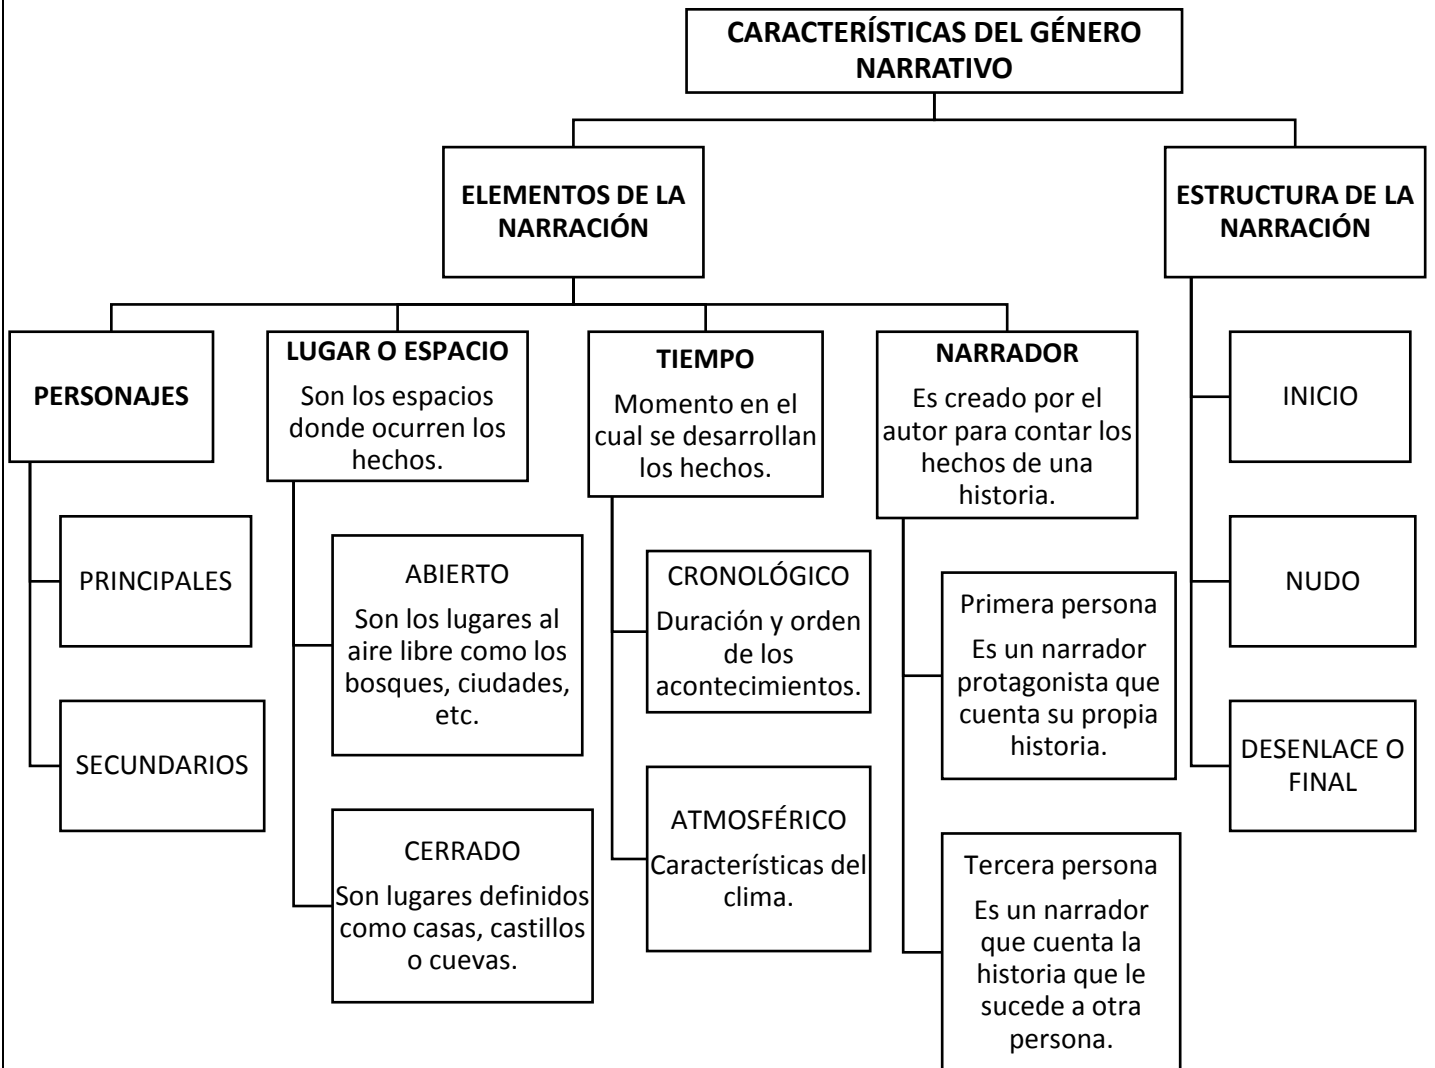 CARACTERÍSTICAS DEL GÉNERO
NARRATIVO
ELEMENTOS DE LA
NARRACIÓN
PERSONAJES
PRINCIPALES
SECUNDARIOS
LUGAR O ESPACIO
Son los espacios
donde ocurren los
hechos.
ABIERTO
Son los lugares al
aire libre como los
bosques, ciudades,
etc.
CERRADO
Son lugares definidos
como casas, castillos
o cuevas.
TIEMPO
Momento en el
cual se desarrollan
los hechos.
CRONOLÓGICO
Duración y orden
de los
acontecimientos.
ATMOSFÉRICO
Características del
clima.
NARRADOR
Es creado por el
autor para contar los
hechos de una
historia.
Primera persona
Es un narrador
protagonista que
cuenta su propia
historia.
Tercera persona
Es un narrador
que cuenta la
historia que le
sucede a otra
persona.
ESTRUCTURA DE LA
NARRACIÓN
INICIO
NUDO
DESENLACE O
FINAL